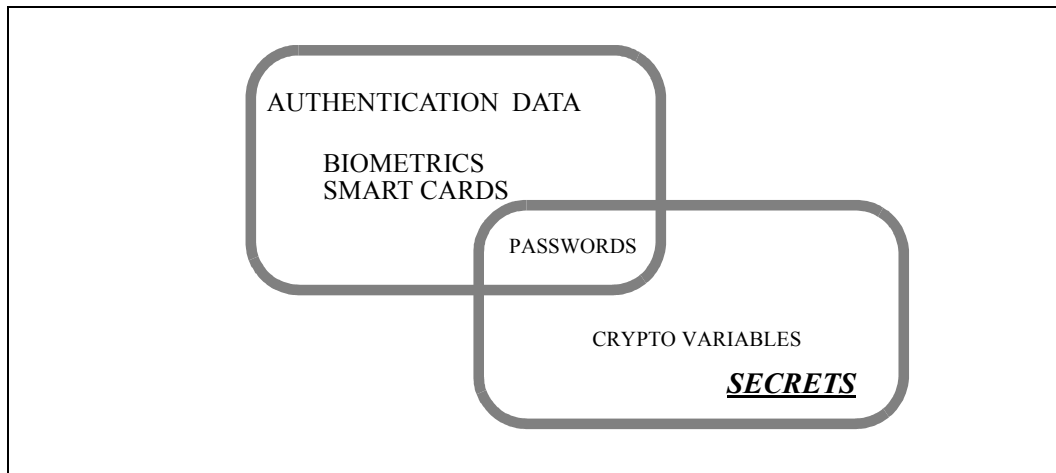 AUTHENTICATION DATA
BIOMETRICS
SMART CARDS
PASSWORDS
CRYPTO VARIABLES
SECRETS